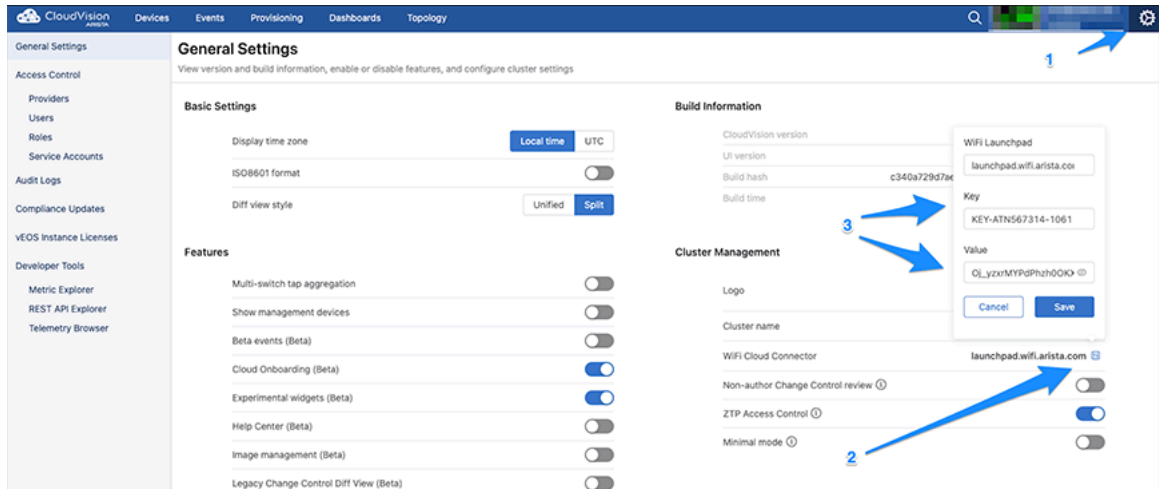 CloudVision
ARISTA
Devices
Events
Provisioning
Dashboards
Topology
1
General Settings
Access Control
Providers
Users
Roles
Service Accounts
Audit Logs
Compliance Updates
vEOS Instance Licenses
Developer Tools
Metric Explorer
REST API Explorer
Telemetry Browser
General Settings
View version and build information, enable or disable features, and configure cluster settings
Basic Settings
Display time zone
Local time
UTC
ISO8601 format
Diff view style
Unified
Split
Features
Multi-switch tap aggregation
Show management devices
Beta events (Beta)
Cloud Onboarding (Beta)
Experimental widgets (Beta)
Help Center (Beta)
Image management (Beta)
Legacy Change Control Diff View (Beta)
Build Information
CloudVision version
UI version
Build hash
c340a729d7ae
Build time
3
Cluster Management
Logo
Cluster name
WiFi Cloud Connector
launchpad.wifi.arista.com
Non-author Change Control review
ZTP Access Control
Minimal mode
2
WiFi Launchpad
launchpad.wifi.arista.co
Key
KEY-ATN567314-1061
Value
Cancel
Save